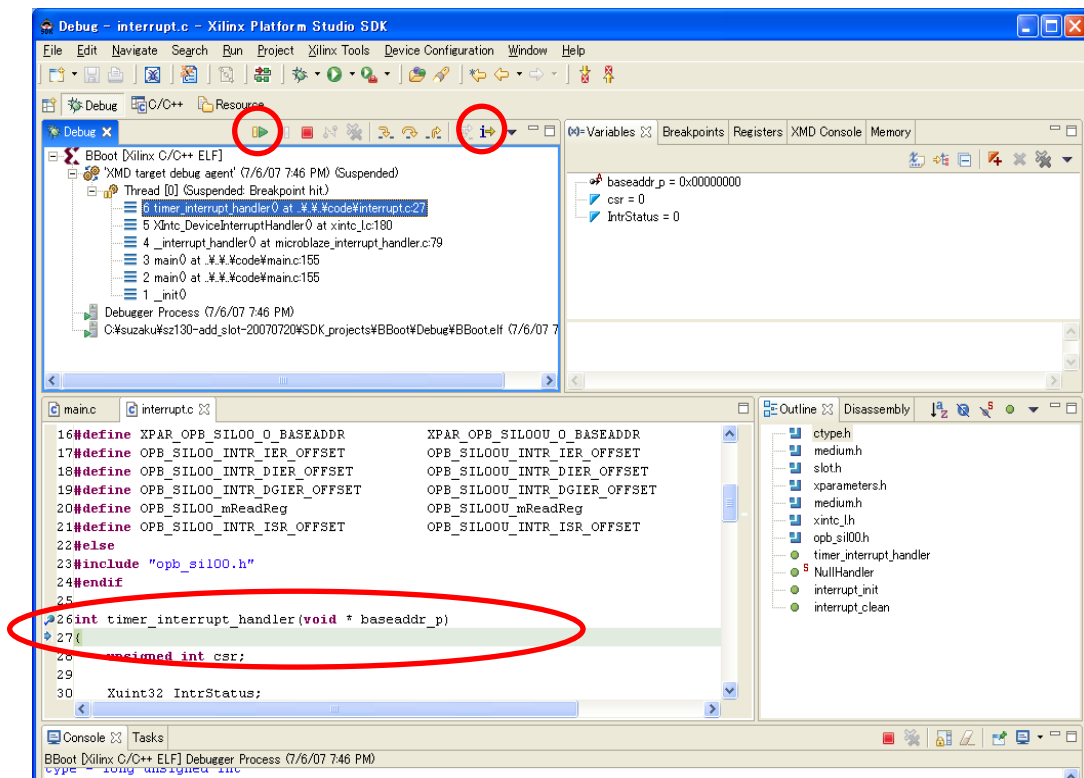 Debug - interrupt.c - Xilinx Platform Studio SDK
File Edit Navigate Search Run Project Xilinx Tools Device Configuration Window Help
Debug C/C++ Resource
Debug
(x)=Variables Breakpoints Registers XMD Console Memory
BBoot [Xilinx C/C++ ELF]
'XMD target debug agent' (7/6/07 7:46 PM) (Suspended)
Thread [0] (Suspended: Breakpoint hit.)
6 timer_interrupt_handler() at ..¥.¥..¥code¥interrupt.c:27
5 XIntc_DeviceInterruptHandler() at xintc_l.c:180
4 _interrupt_handler() at microblaze_interrupt_handler.c:79
3 main() at ..¥.¥.¥code¥main.c:155
2 main() at ..¥.¥.¥code¥main.c:155
1 _init()
Debugger Process (7/6/07 7:46 PM)
C:¥suzaku¥sz130-add_slot-20070720¥SDK_projects¥BBoot¥Debug¥BBoot.elf (7/6/07 7
baseaddr_p = 0x00000000
csr = 0
IntrStatus = 0
main.c interrupt.c
16#define XPAR_OPB_SIL00_0_BASEADDR XPAR_OPB_SIL00U_0_BASEADDR
17#define OPB_SIL00_INTR_IER_OFFSET OPB_SIL00U_INTR_IER_OFFSET
18#define OPB_SIL00_INTR_DIER_OFFSET OPB_SIL00U_INTR_DIER_OFFSET
19#define OPB_SIL00_INTR_DGIER_OFFSET OPB_SIL00U_INTR_DGIER_OFFSET
20#define OPB_SIL00_mReadReg OPB_SIL00U_mReadReg
21#define OPB_SIL00_INTR_ISR_OFFSET OPB_SIL00U_INTR_ISR_OFFSET
22#else
23#include "opb_sil00.h"
24#endif
25
26int timer_interrupt_handler(void * baseaddr_p)
27{
28 unsigned int csr;
29
30 Xuint32 IntrStatus;
Outline Disassembly
ctype.h
medium.h
slot.h
xparameters.h
medium.h
xintc_l.h
opb_sil00.h
timer_interrupt_handler
NullHandler
interrupt_init
interrupt_clean
Console Tasks
BBoot [Xilinx C/C++ ELF] Debugger Process (7/6/07 7:46 PM)
type = long unsigned int